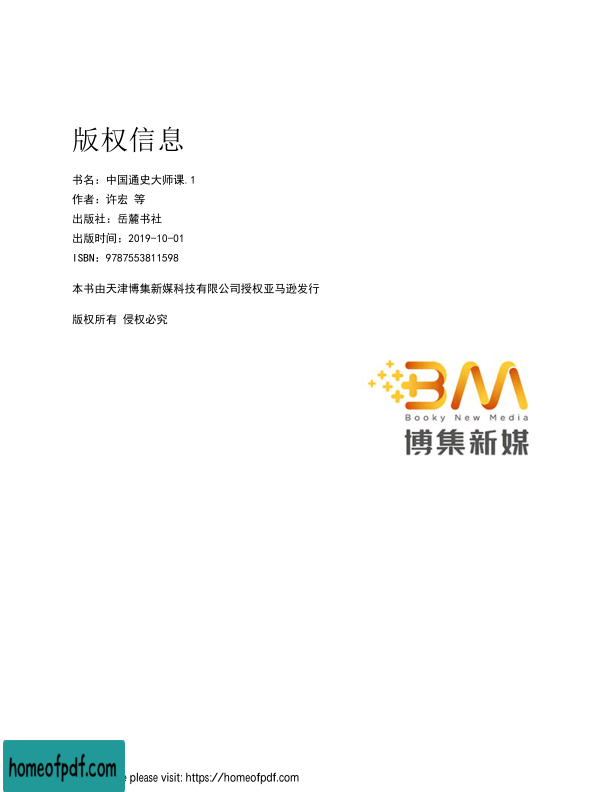 版权信息
书名：中国通史大师课.1
作者：许宏 等
出版社：岳麓书社
出版时间：2019-10-01
ISBN：9787553811598
本书由天津博集新媒科技有限公司授权亚马逊发行
版权所有 侵权必究
BM
Booky New Media
博集新媒
homeofpdf.com
e please visit: https://homeofpdf.com